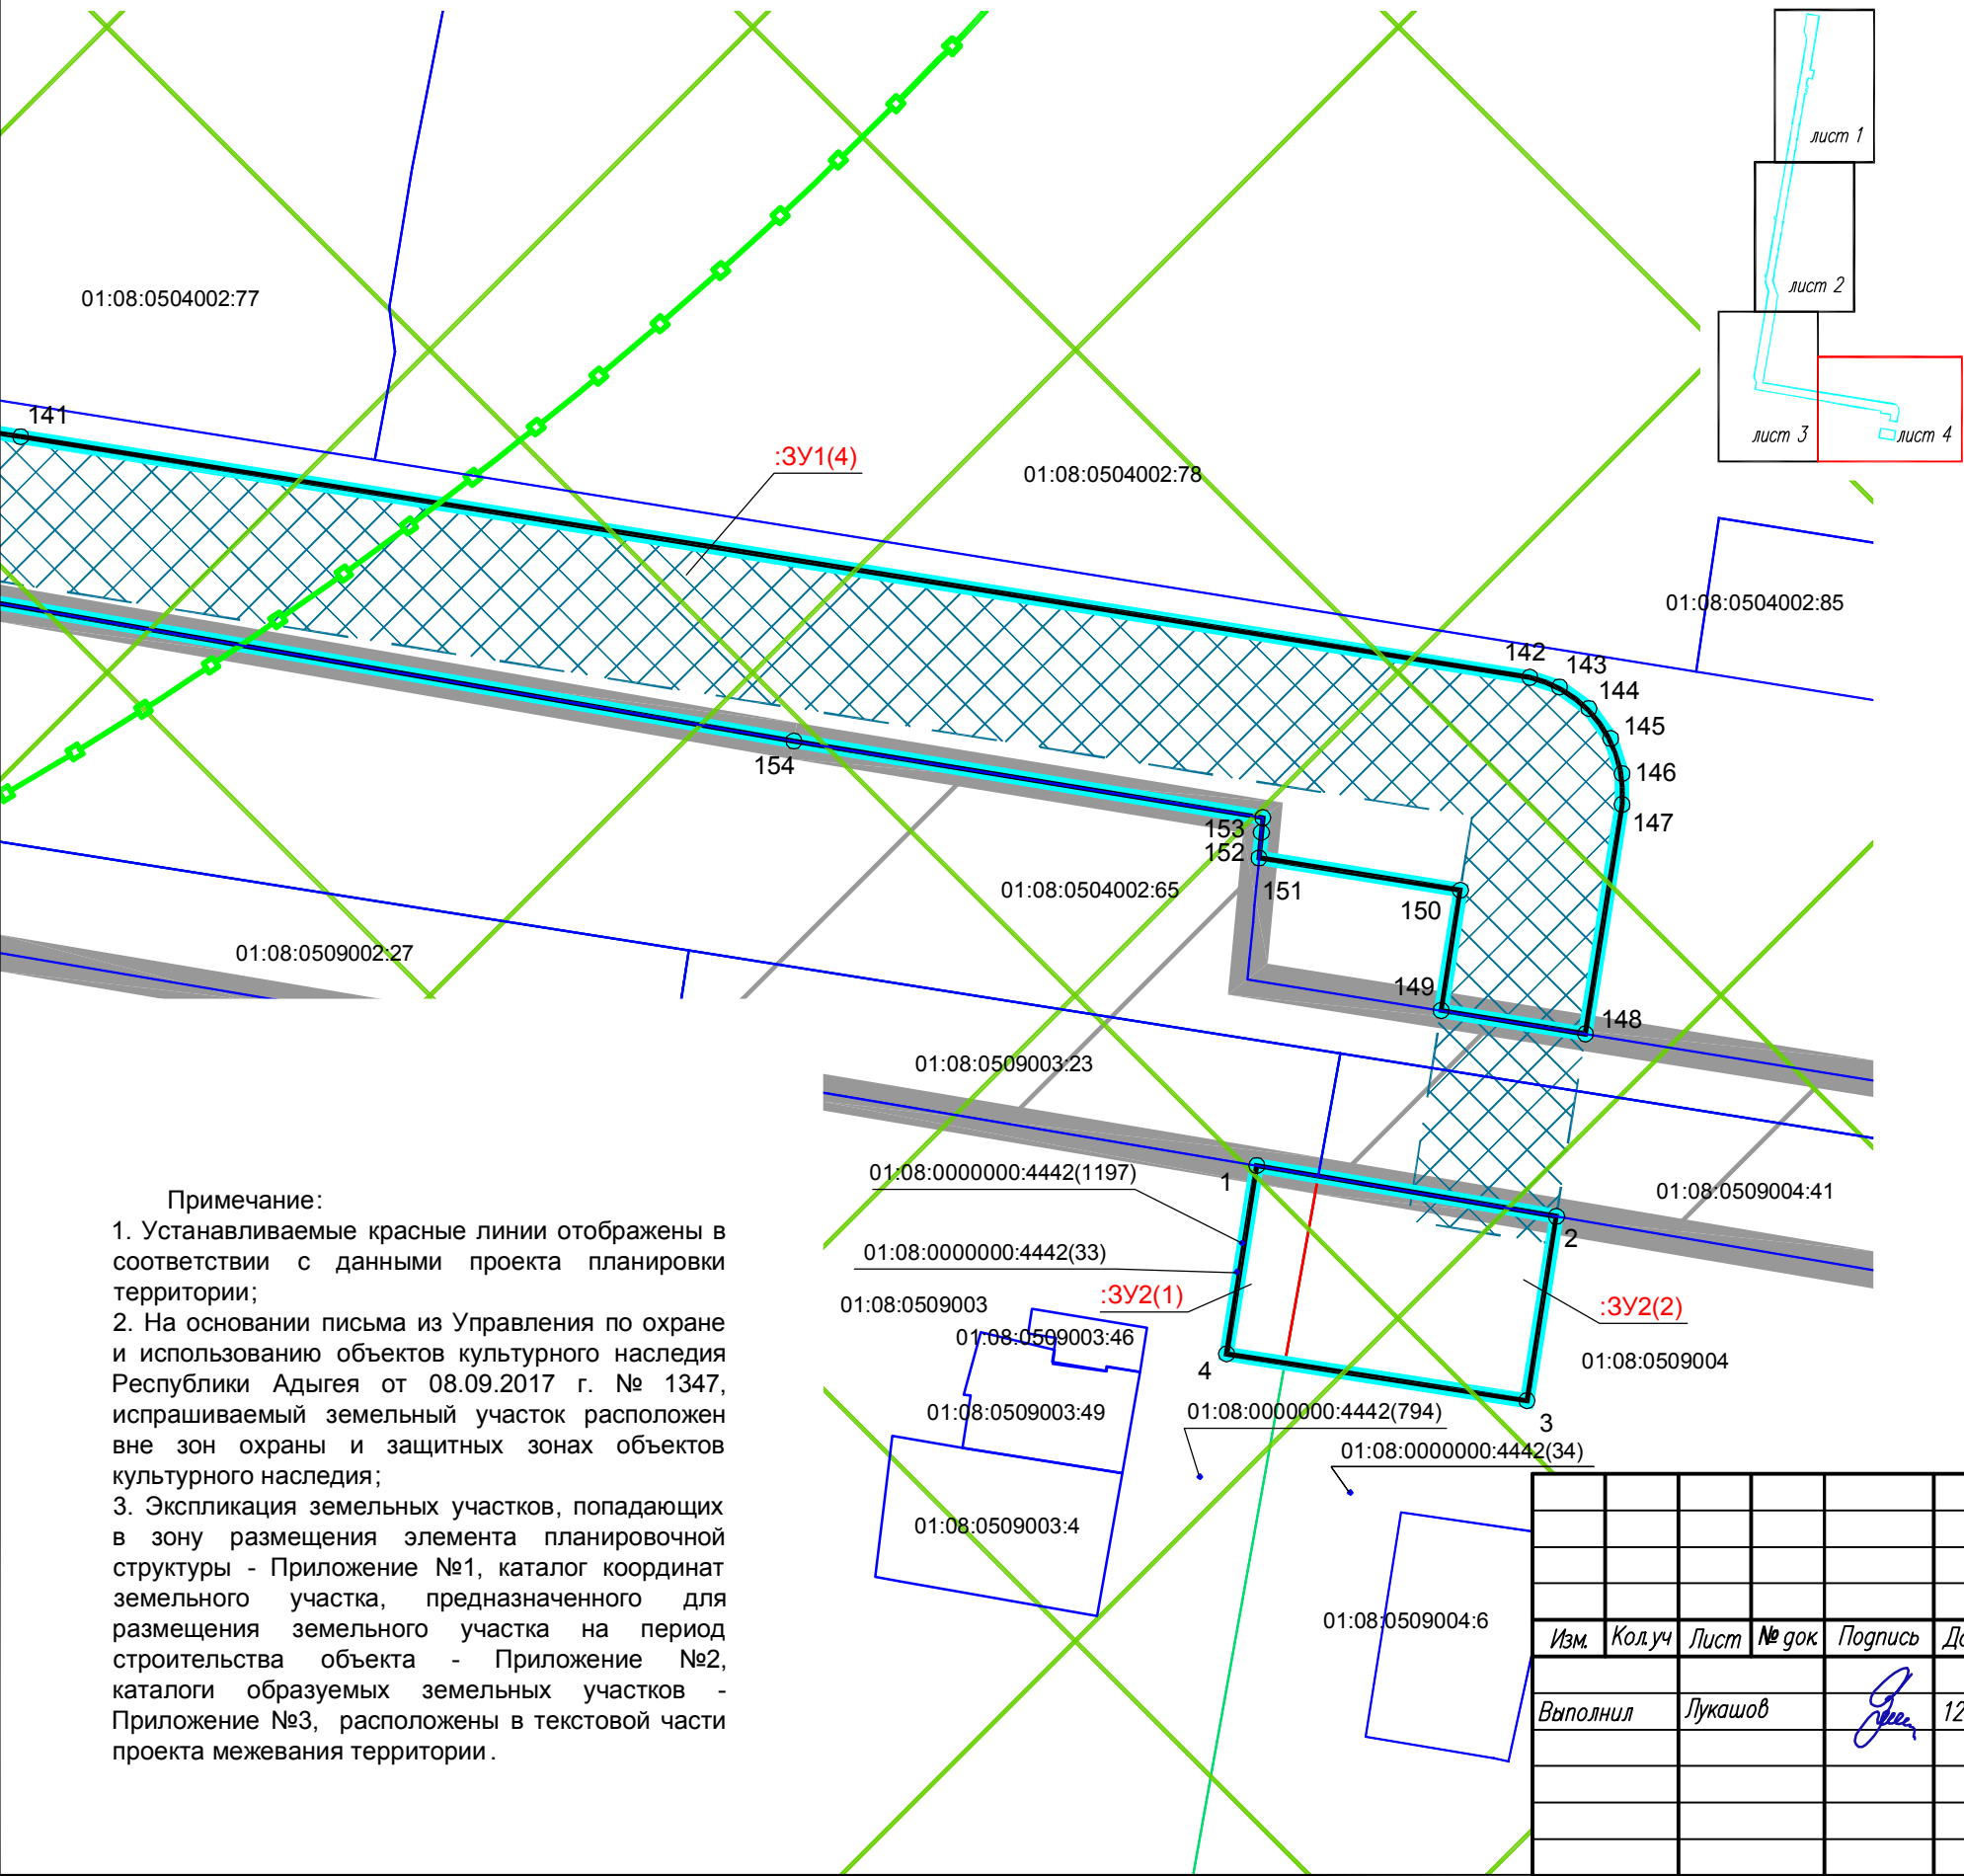 лист 1
лист 2
лист 3
лист 4
01:08:0504002:77
141
:ЗУ1(4)
01:08:0504002:78
01:08:0504002:85
142
143
144
145
146
147
154
153
152
151
150
01:08:0504002:65
01:08:0509002:27
149
148
01:08:0509003:23
01:08:0000000:4442(1197)
1
01:08:0509004:41
2
01:08:0000000:4442(33)
:ЗУ2(1)
:ЗУ2(2)
01:08:0509003
01:08:0509003:46
01:08:0509004
4
3
01:08:0509003:49
01:08:0000000:4442(794)
01:08:0000000:4442(34)
01:08:0509003:4
01:08:0509004:6
Примечание:
1. Устанавливаемые красные линии отображены в
соответствии с данными проекта планировки
территории;
2. На основании письма из Управления по охране
и использованию объектов культурного наследия
Республики Адыгея от 08.09.2017 г. № 1347,
испрашиваемый земельный участок расположен
вне зон охраны и защитных зонах объектов
культурного наследия;
3. Экспликация земельных участков, попадающих
в зону размещения элемента планировочной
структуры - Приложение №1, каталог координат
земельного участка, предназначенного для
размещения земельного участка на период
строительства объекта - Приложение №2,
каталоги образуемых земельных участков -
Приложение №3, расположены в текстовой части
проекта межевания территории.
Изм. Кол.уч Лист № док Подпись
Выполнил Лукашов 12